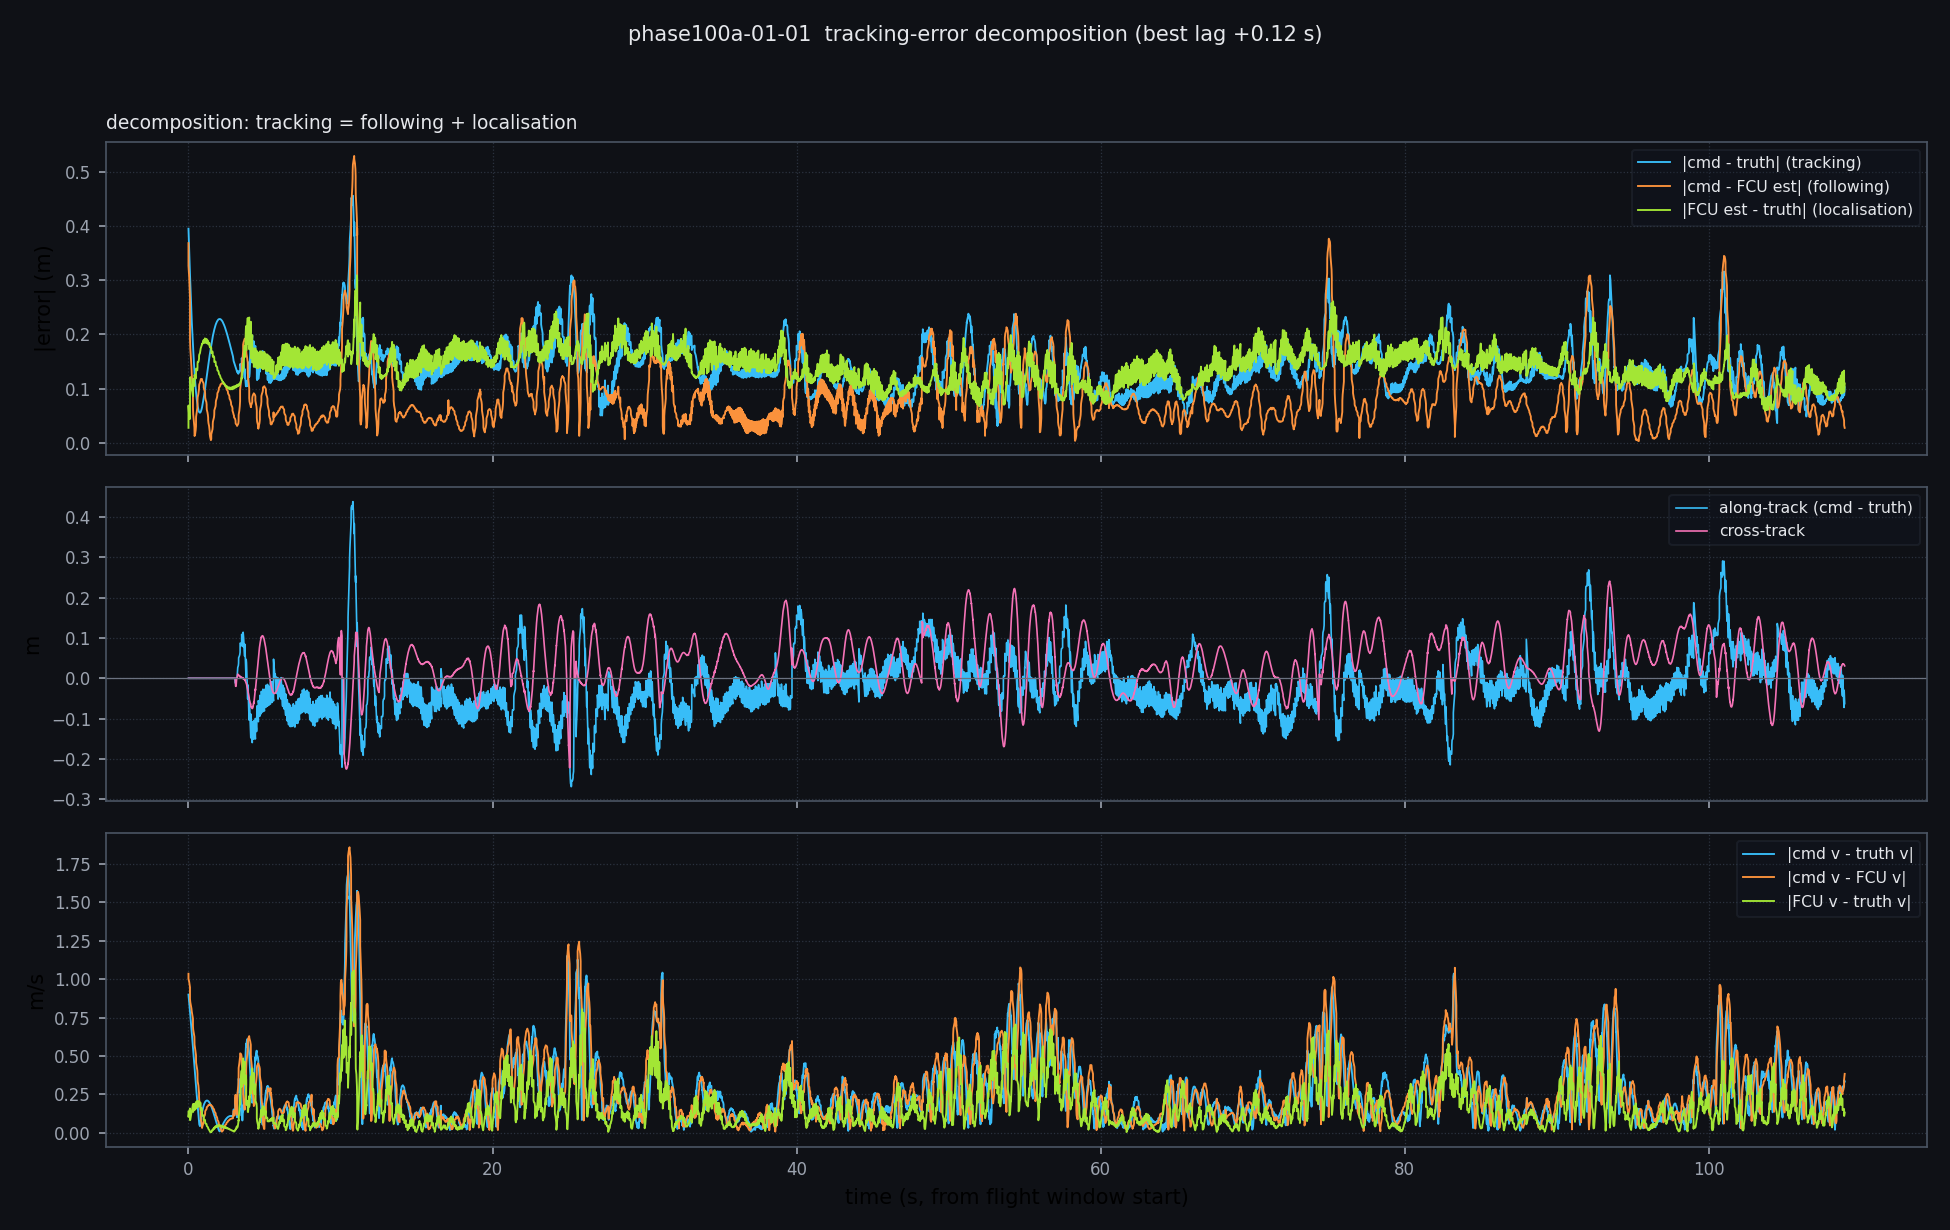 phase100a-01-01  tracking-error decomposition (best lag +0.12 s)
decomposition: tracking = following + localisation
|error| (m)
0.5
0.4
0.3
0.2
0.1
0.0
|cmd - truth| (tracking)
|cmd - FCU est| (following)
|FCU est - truth| (localisation)
m
0.4
0.3
0.2
0.1
0.0
−0.1
−0.2
−0.3
along-track (cmd - truth)
cross-track
m/s
1.75
1.50
1.25
1.00
0.75
0.50
0.25
0.00
|cmd v - truth v|
|cmd v - FCU v|
|FCU v - truth v|
0 20 40 60 80 100
time (s, from flight window start)